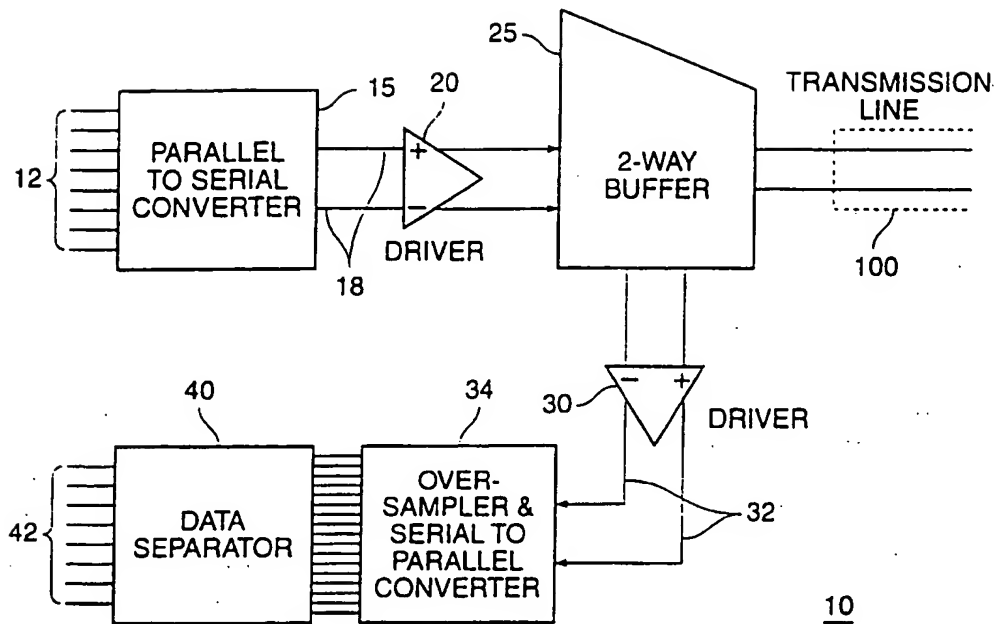 25
15
20
TRANSMISSION
LINE
12
PARALLEL
TO SERIAL
CONVERTER
+
−
2-WAY
BUFFER
DRIVER
18
100
−
+
30
DRIVER
40
34
42
DATA
SEPARATOR
OVER-
SAMPLER &
SERIAL TO
PARALLEL
CONVERTER
32
10